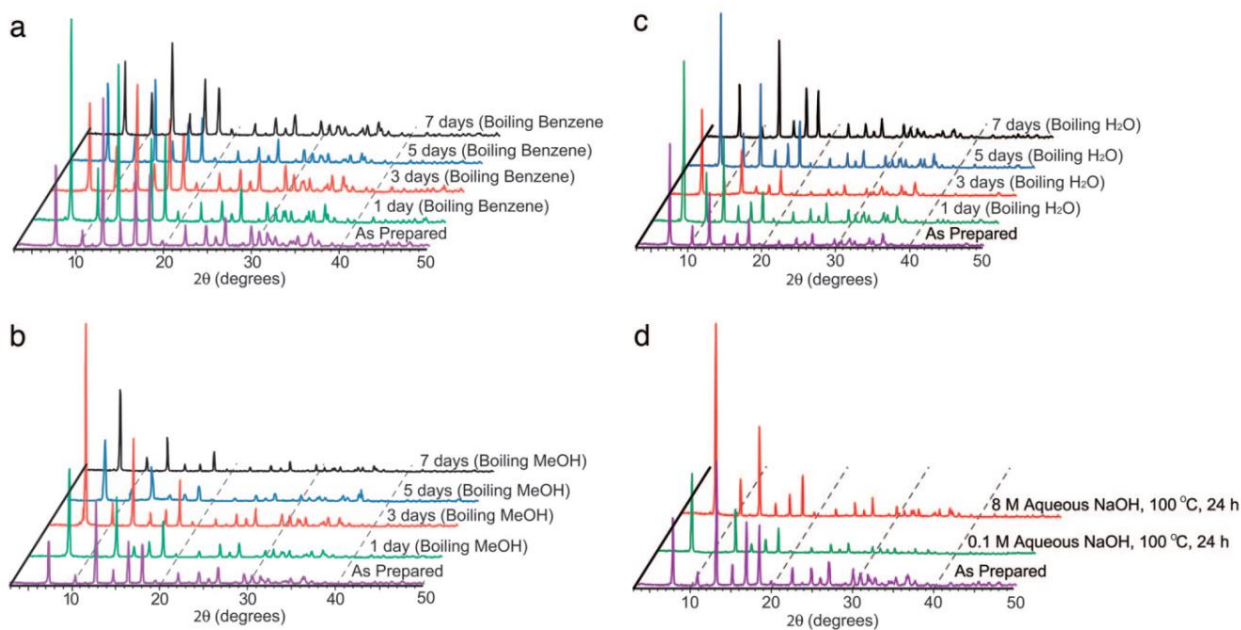 a
7 days (Boiling Benzene
5 days (Boiling Benzene)
3 days (Boiling Benzene)
1 day (Boiling Benzene)
As Prepared
10 20 30 40 50
2θ (degrees)
b
7 days (Boiling MeOH)
5 days (Boiling MeOH)
3 days (Boiling MeOH)
1 day (Boiling MeOH)
As Prepared
10 20 30 40 50
2θ (degrees)
c
7 days (Boiling H₂O)
5 days (Boiling H₂O)
3 days (Boiling H₂O)
1 day (Boiling H₂O)
As Prepared
10 20 30 40 50
2θ (degrees)
d
8 M Aqueous NaOH, 100 °C, 24 h
0.1 M Aqueous NaOH, 100 °C, 24 h
As Prepared
10 20 30 40 50
2θ (degrees)